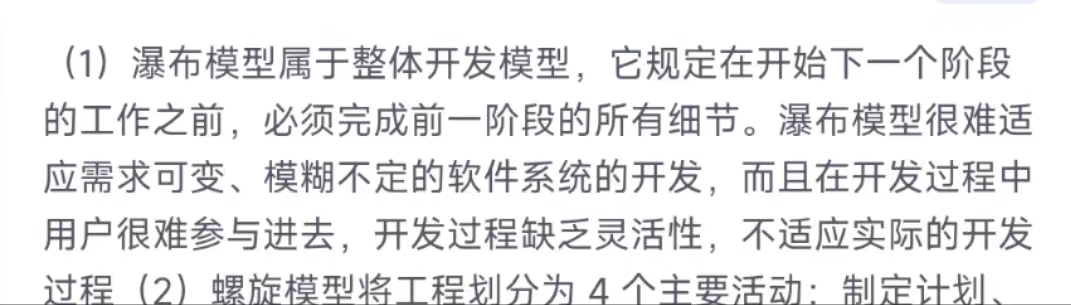 （1）瀑布模型属于整体开发模型，它规定在开始下一个阶段
的工作之前，必须完成前一阶段的所有细节。瀑布模型很难适
应需求可变、模糊不定的软件系统的开发，而且在开发过程中
用户很难参与进去，开发过程缺乏灵活性，不适应实际的开发
过程（2）螺旋模型将工程划分为 4 个主要活动：制定计划、